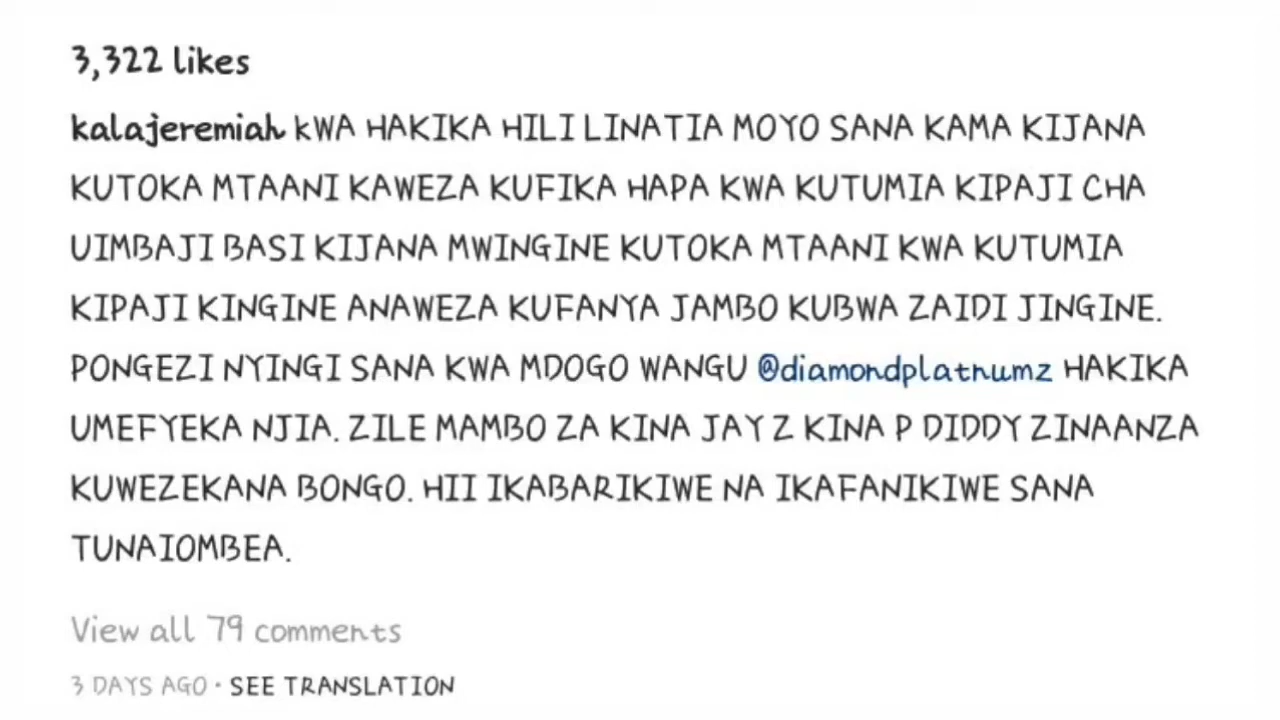 3,322 likes
kalajeremiah KWA HAKIKA HILI LINATIA MOYO SANA KAMA KIJANA
KUTOKA MTAANI KAWEZA KUFIKA HAPA KWA KUTUMIA KIPAJI CHA
UIMBAJI BASI KIJANA MWINGINE KUTOKA MTAANI KWA KUTUMIA
KIPAJI KINGINE ANAWEZA KUFANYA JAMBO KUBWA ZAIDI JINGINE.
PONGEZI NYINGI SANA KWA MDOGO WANGU @diamondplatnumz HAKIKA
UMEFYEKA NJIA. ZILE MAMBO ZA KINA JAY Z KINA P DIDDY ZINAANZA
KUWEZEKANA BONGO. HII IKABARIKIWE NA IKAFANIKIWE SANA
TUNAIOMBEA.
View all 79 comments
3 DAYS AGO · SEE TRANSLATION